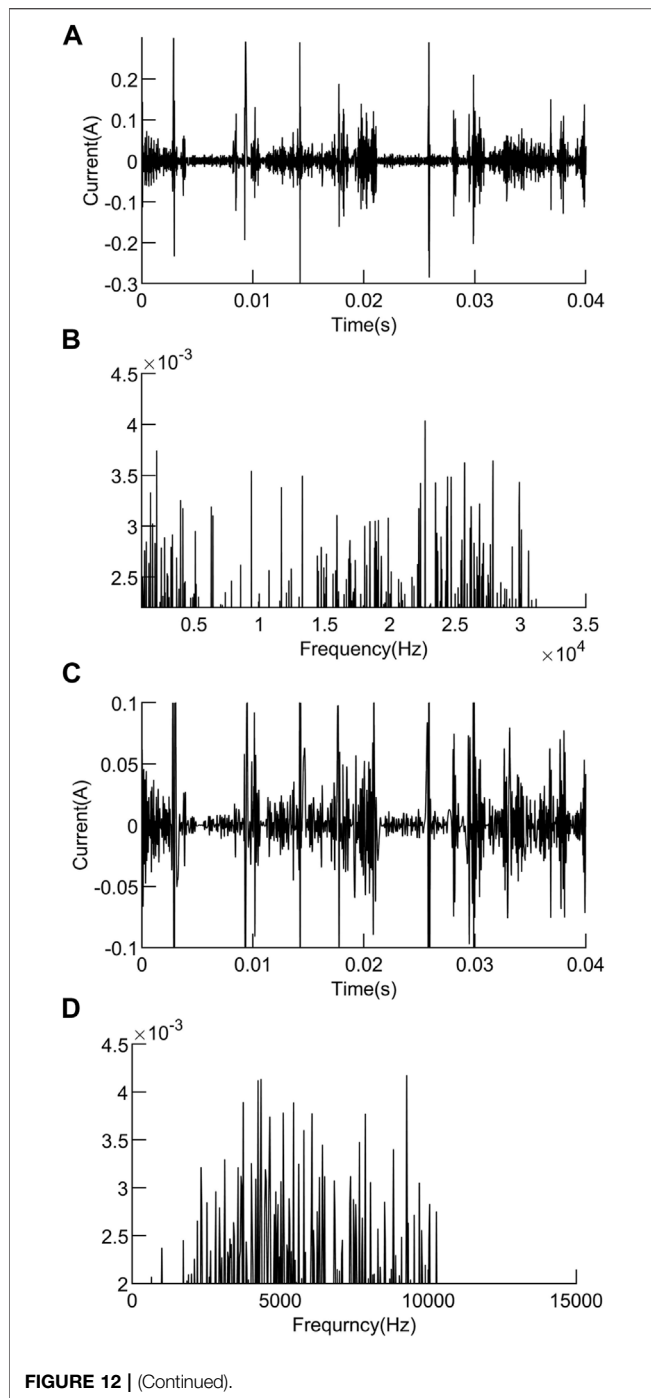 A
Current(A)
0.2
0.1
0
-0.1
-0.2
-0.3
0 0.01 0.02 0.03 0.04
Time(s)
B
× 10-3
4.5
4
3.5
3
2.5
0.5 1 1.5 2 2.5 3 3.5
Frequency(Hz)
× 104
C
Current(A)
0.1
0.05
0
-0.05
-0.1
0 0.01 0.02 0.03 0.04
Time(s)
D
×10-3
4.5
4
3.5
3
2.5
2
0 5000 10000 15000
Frequrncy(Hz)
FIGURE 12 | (Continued).